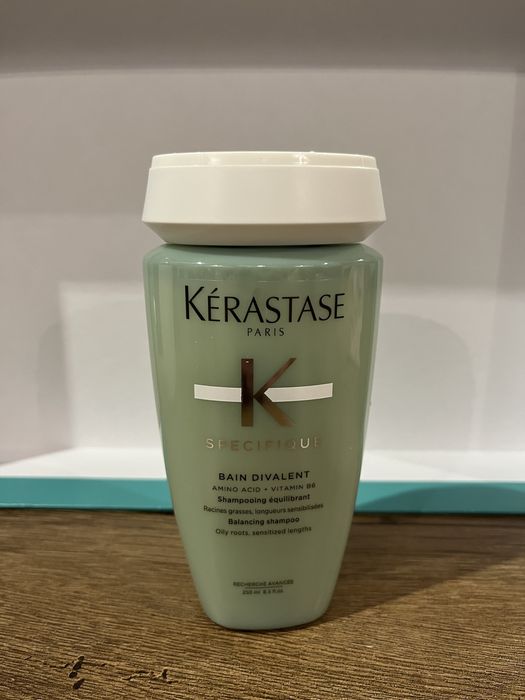 KÉRASTASE
PARIS
K
SPECIFIQUE
BAIN DIVALENT
AMINO ACID + VITAMIN B6
Shampooing équilibrant
Racines grasses, longueurs sensibilisées
Balancing shampoo
Oily roots, sensitized lengths
RECHERCHE AVANCÉE
250 ml 8.5 fl.oz.